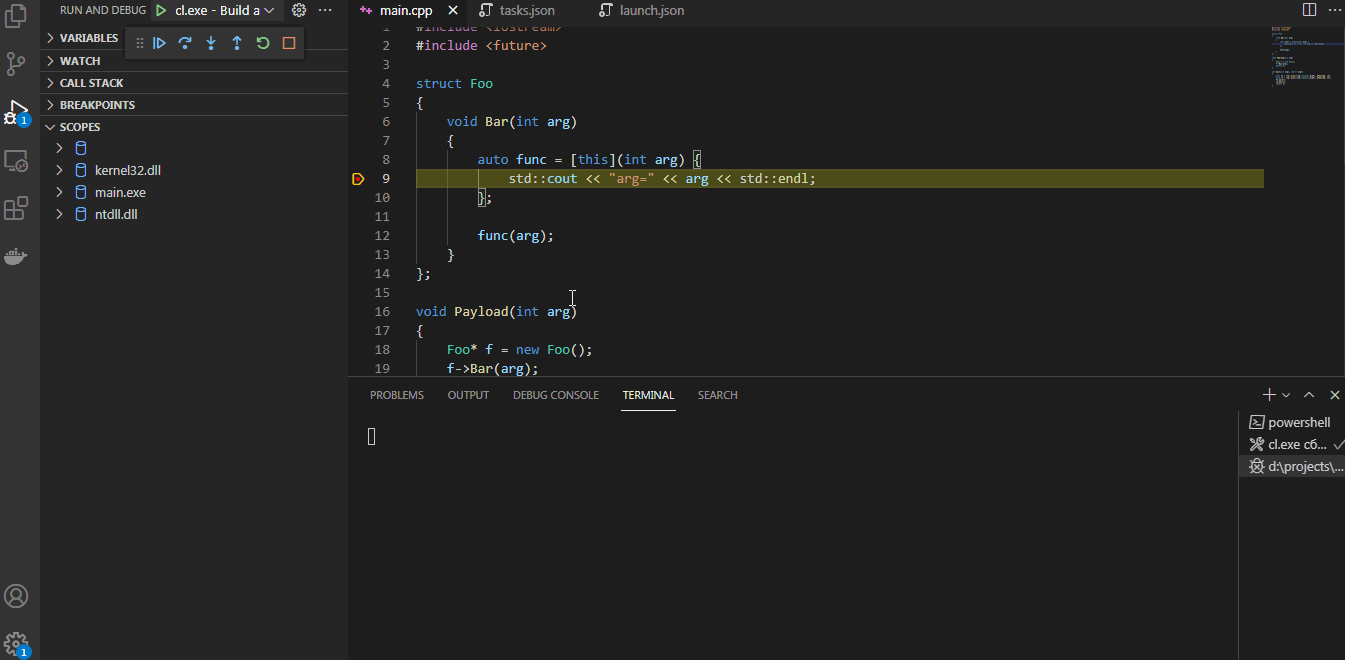 RUN AND DEBUG cl.exe - Build a
main.cpp tasks.json launch.json
VARIABLES
WATCH
CALL STACK
BREAKPOINTS
SCOPES
kernel32.dll
main.exe
ntdll.dll
1
1
1 #include <iostream>
2 #include <future>
3
4 struct Foo
5 {
6 void Bar(int arg)
7 {
8 auto func = [this](int arg) {
9 std::cout << "arg=" << arg << std::endl;
10 };
11
12 func(arg);
13 }
14 };
15
16 void Payload(int arg)
17 {
18 Foo* f = new Foo();
19 f->Bar(arg);
PROBLEMS OUTPUT DEBUG CONSOLE TERMINAL SEARCH
powershell
cl.exe сб...
d:\projects\...